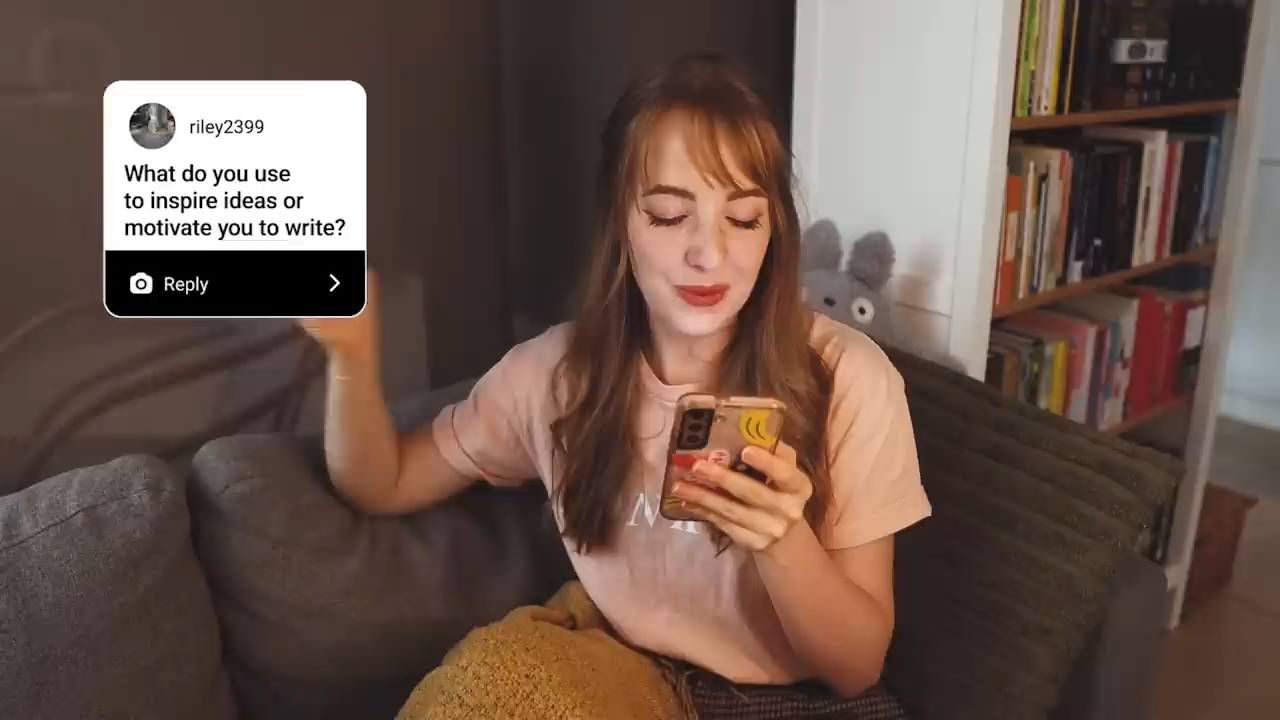 riley2399
What do you use
to inspire ideas or
motivate you to write?
Reply